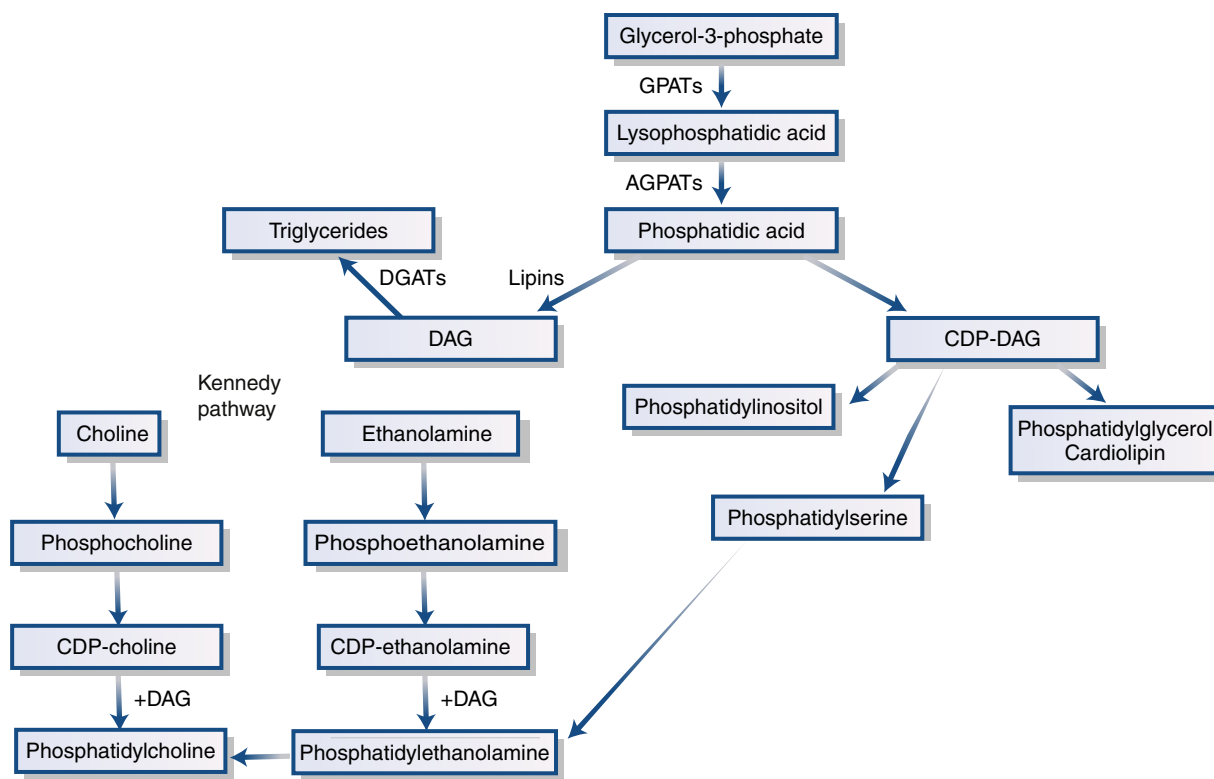 Glycerol-3-phosphate
GPATs
Lysophosphatidic acid
AGPATs
Phosphatidic acid
Triglycerides
DGATs
Lipins
DAG
CDP-DAG
Kennedy
pathway
Phosphatidylinositol
Phosphatidylglycerol
Cardiolipin
Choline
Ethanolamine
Phosphatidylserine
Phosphocholine
Phosphoethanolamine
CDP-choline
CDP-ethanolamine
+DAG
+DAG
Phosphatidylcholine
Phosphatidylethanolamine